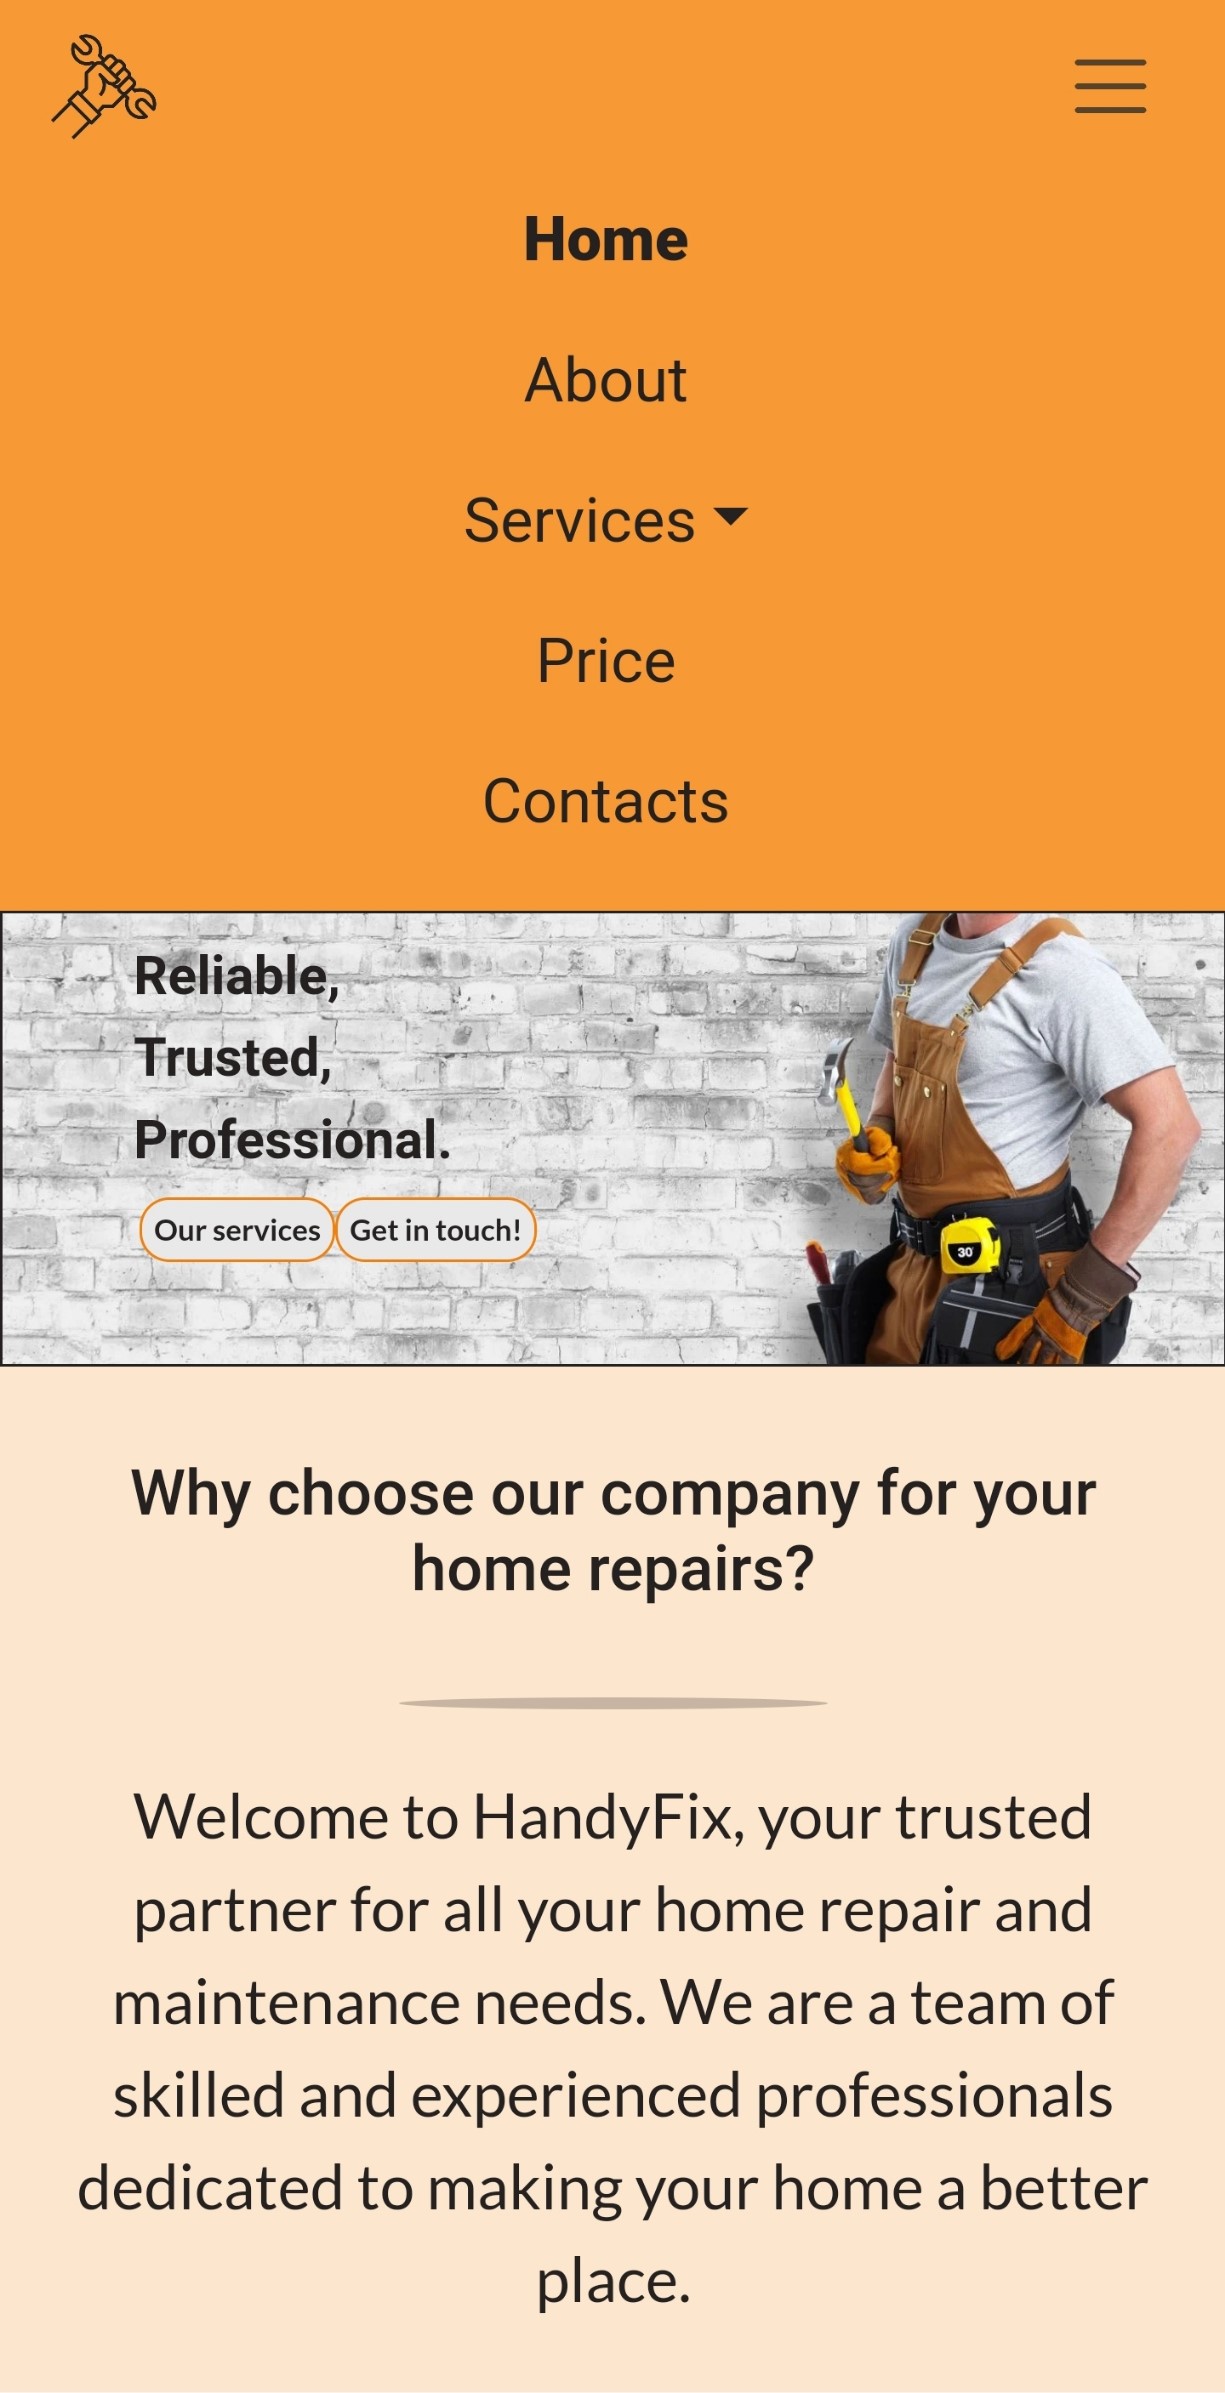 Home
About
Services
Price
Contacts
Reliable,
Trusted,
Professional.
Our services Get in touch!
30'
Why choose our company for your
home repairs?
Welcome to HandyFix, your trusted
partner for all your home repair and
maintenance needs. We are a team of
skilled and experienced professionals
dedicated to making your home a better
place.